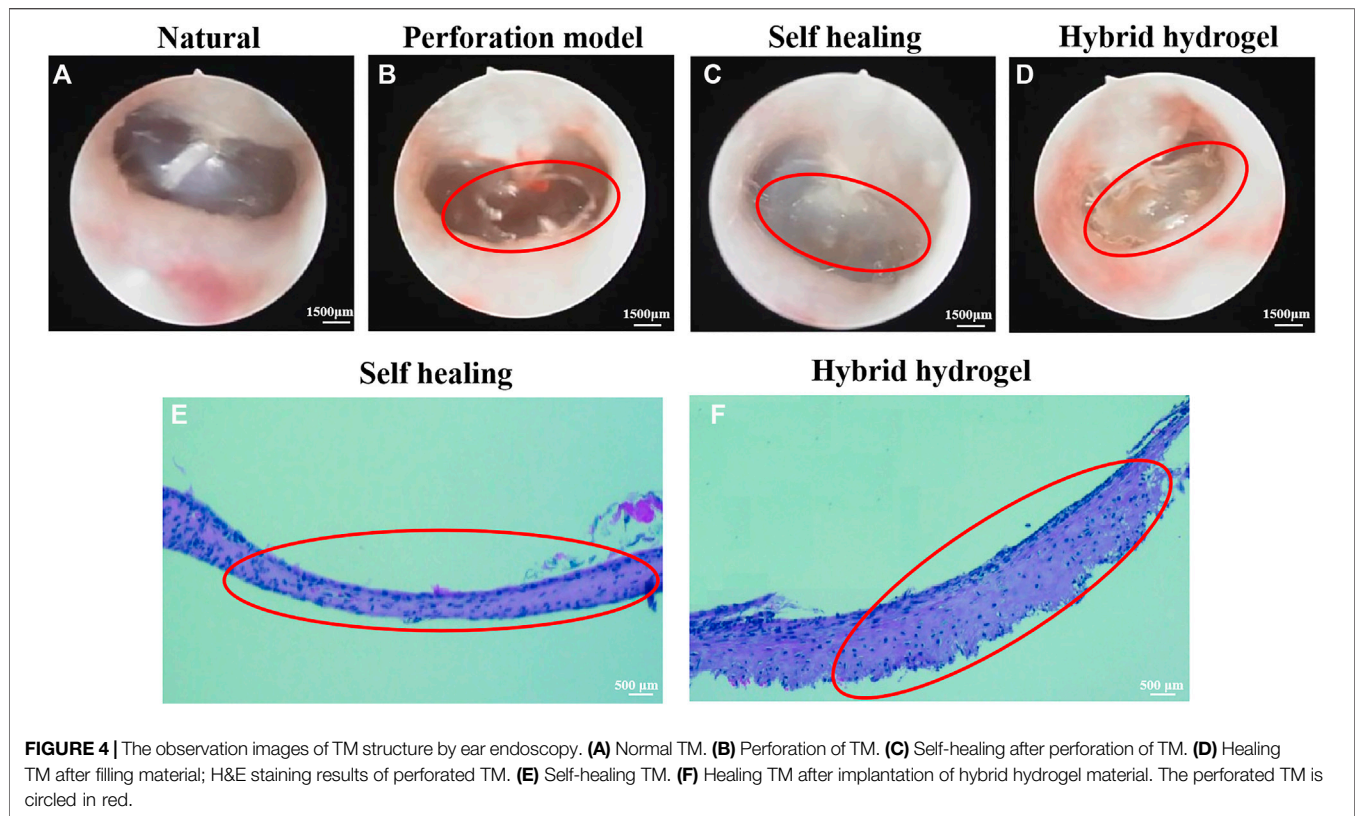 Natural
Perforation model
Self healing
Hybrid hydrogel
A
B
C
D
1500μm
1500μm
1500μm
1500μm
Self healing
Hybrid hydrogel
E
F
500 μm
500 μm
FIGURE 4 | The observation images of TM structure by ear endoscopy. (A) Normal TM. (B) Perforation of TM. (C) Self-healing after perforation of TM. (D) Healing
TM after filling material; H&E staining results of perforated TM. (E) Self-healing TM. (F) Healing TM after implantation of hybrid hydrogel material. The perforated TM is
circled in red.